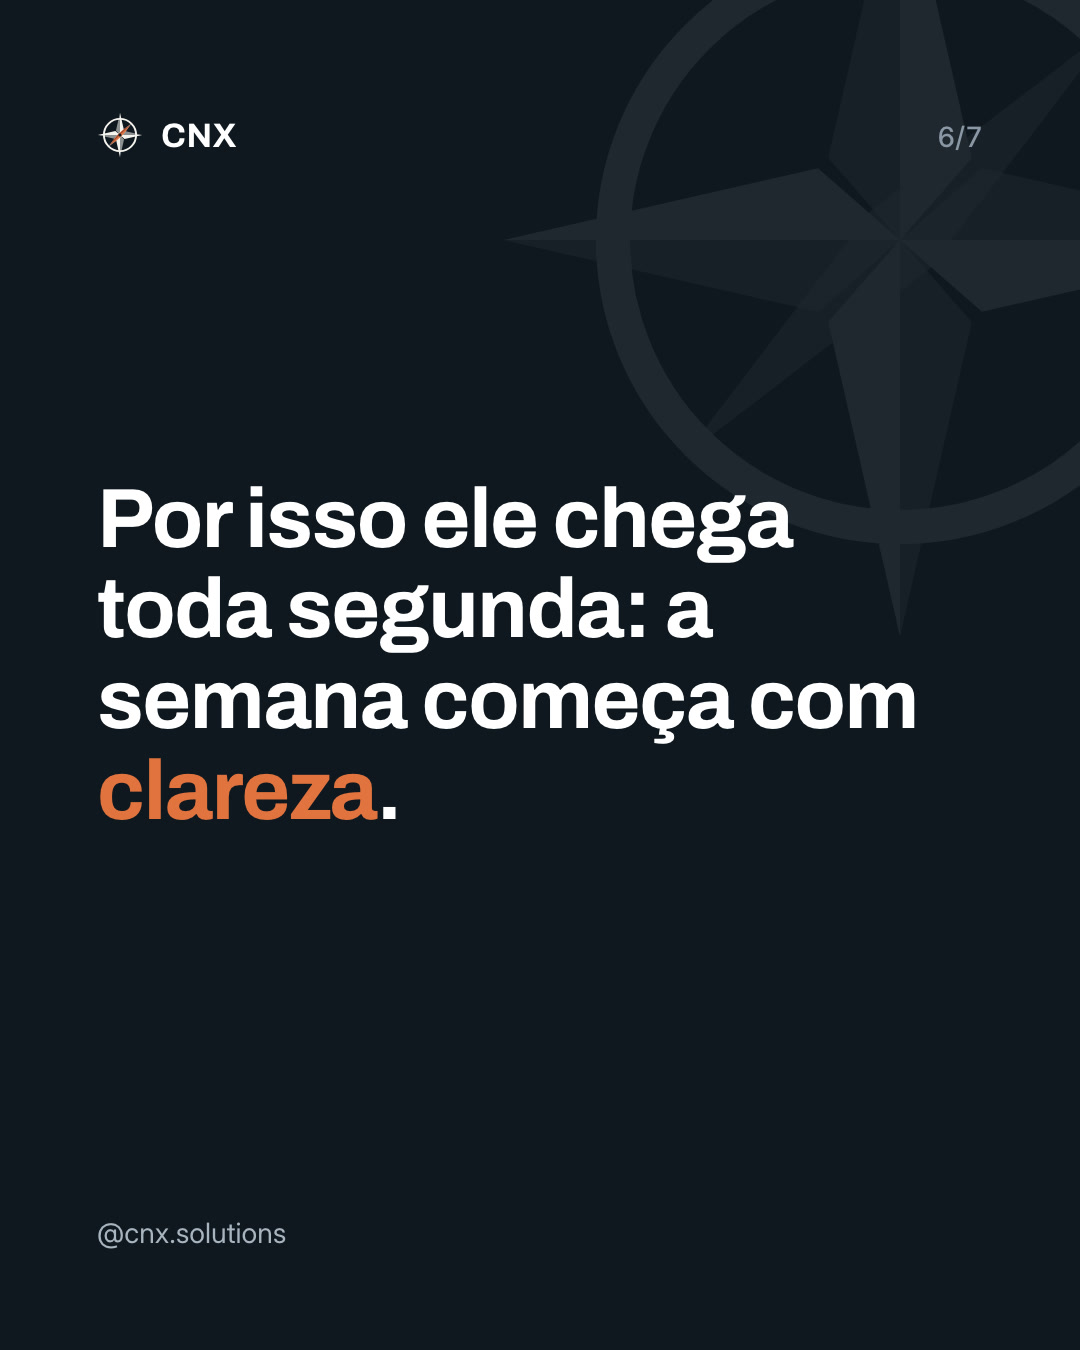 CNX
6/7
Por isso ele chega
toda segunda: a
semana começa com
clareza.
@cnx.solutions